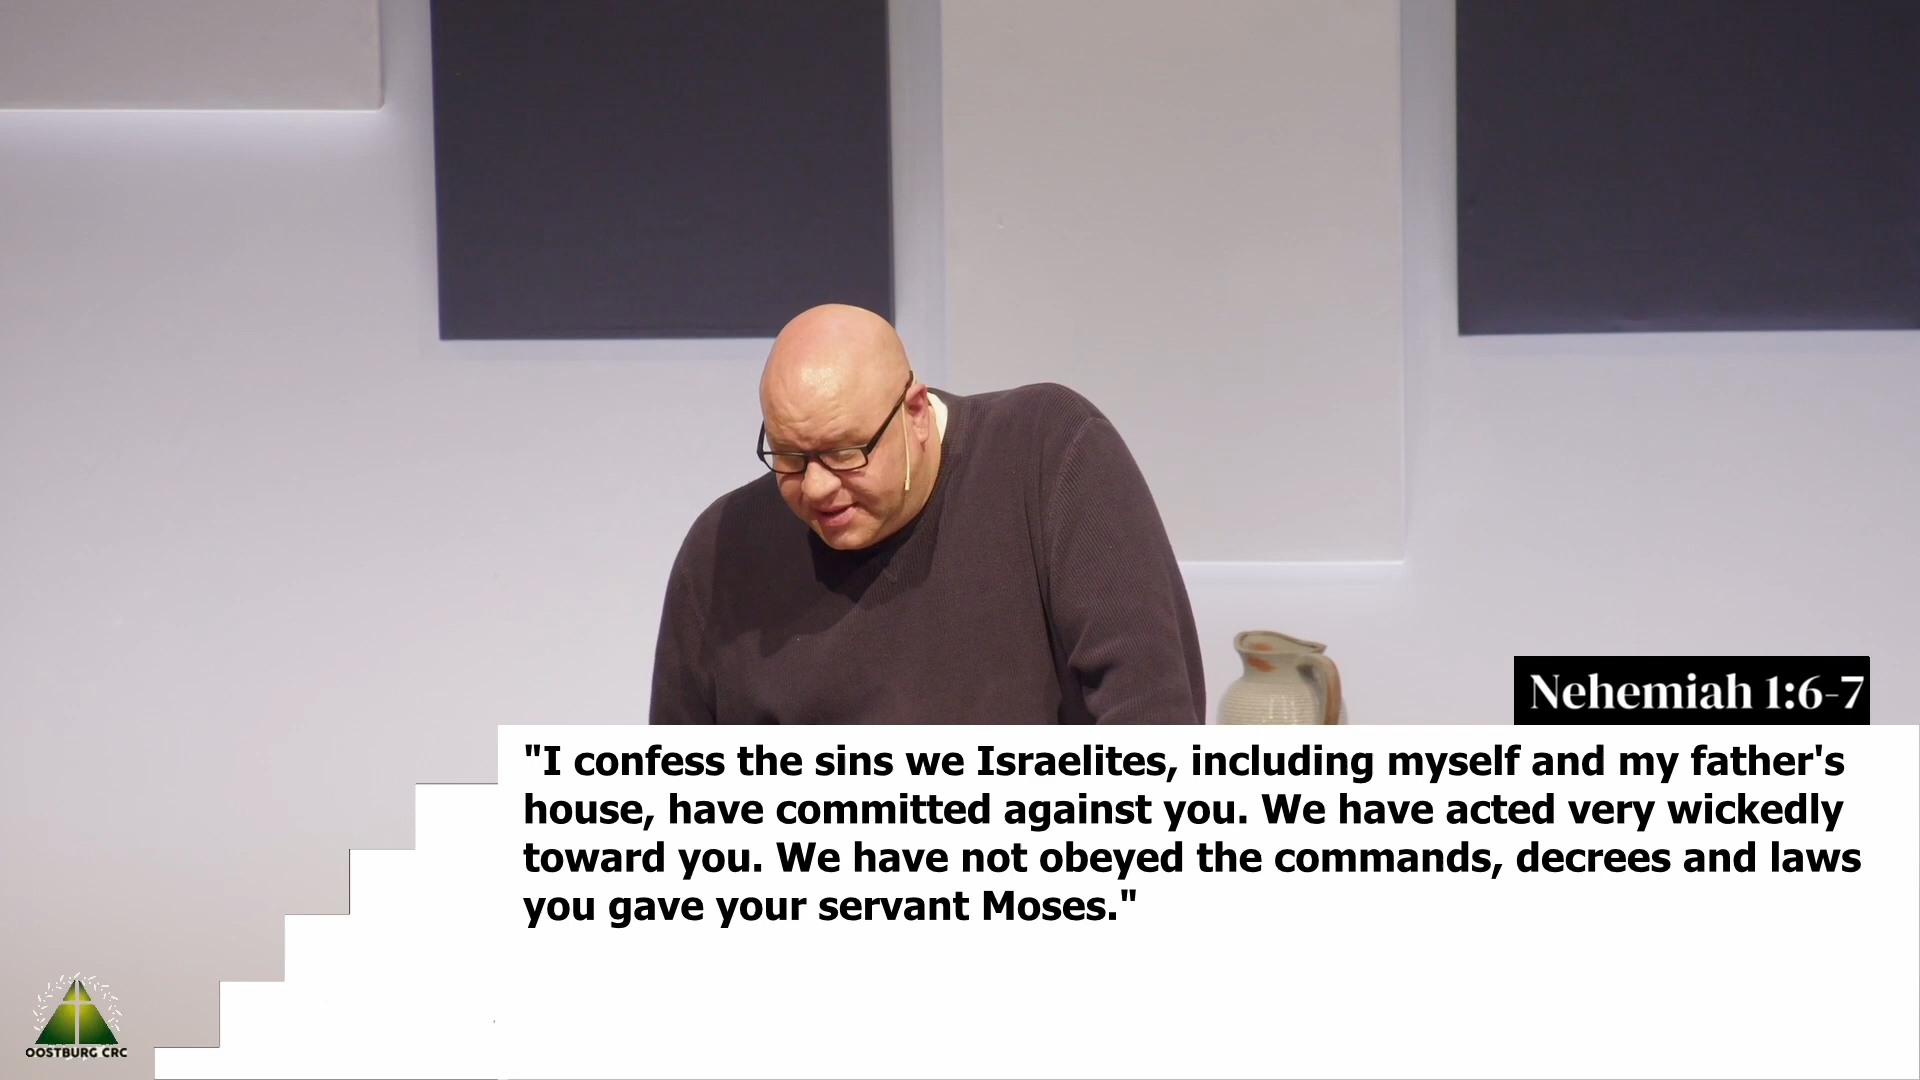 Nehemiah 1:6-7
"I confess the sins we Israelites, including myself and my father's
house, have committed against you. We have acted very wickedly
toward you. We have not obeyed the commands, decrees and laws
you gave your servant Moses."
OOSTBURG CRC